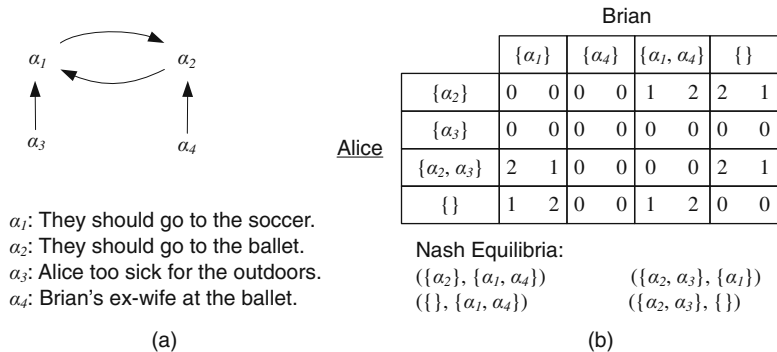 α1 α2
α3 α4
α1: They should go to the soccer.
α2: They should go to the ballet.
α3: Alice too sick for the outdoors.
α4: Brian's ex-wife at the ballet.
(a)
Brian
{α1} {α4} {α1, α4} {}
{α2} 0 0 0 0 1 2 2 1
{α3} 0 0 0 0 0 0 0 0
Alice
{α2, α3} 2 1 0 0 0 0 2 1
{} 1 2 0 0 1 2 0 0
Nash Equilibria:
({α2}, {α1, α4}) ({α2, α3}, {α1})
({}, {α1, α4}) ({α2, α3}, {})
(b)